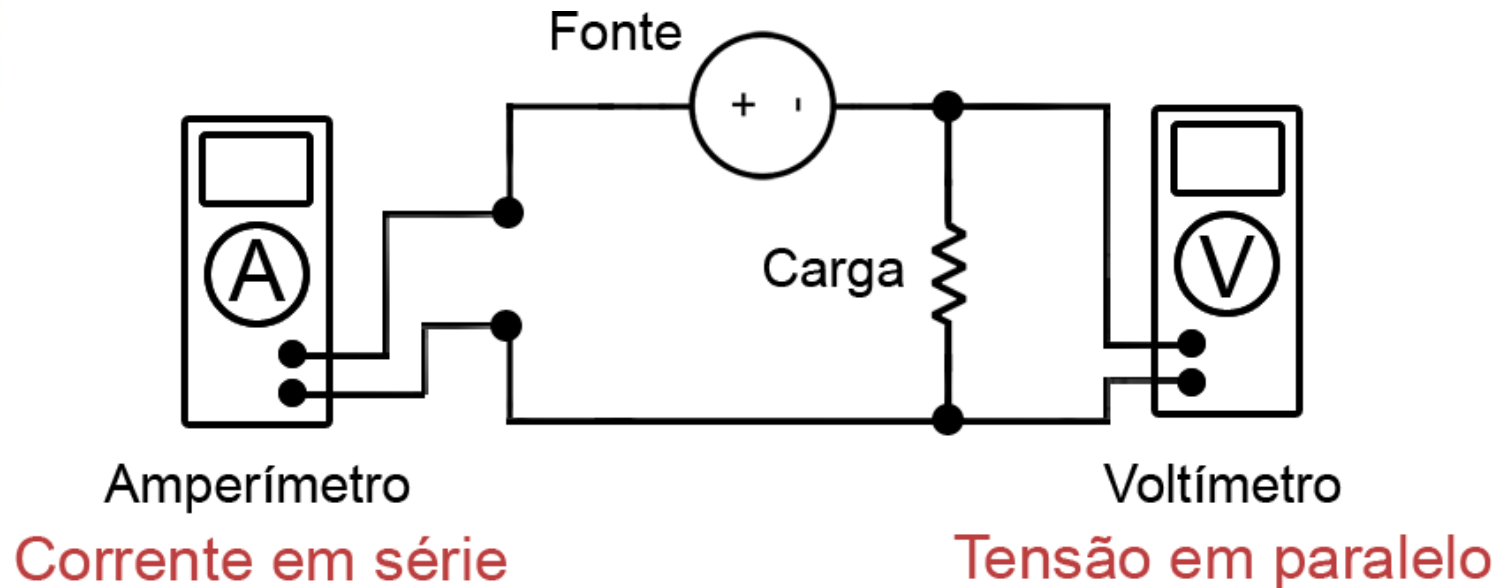 Fonte
+ -
A
Carga
V
Amperímetro
Voltímetro
Corrente em série
Tensão em paralelo